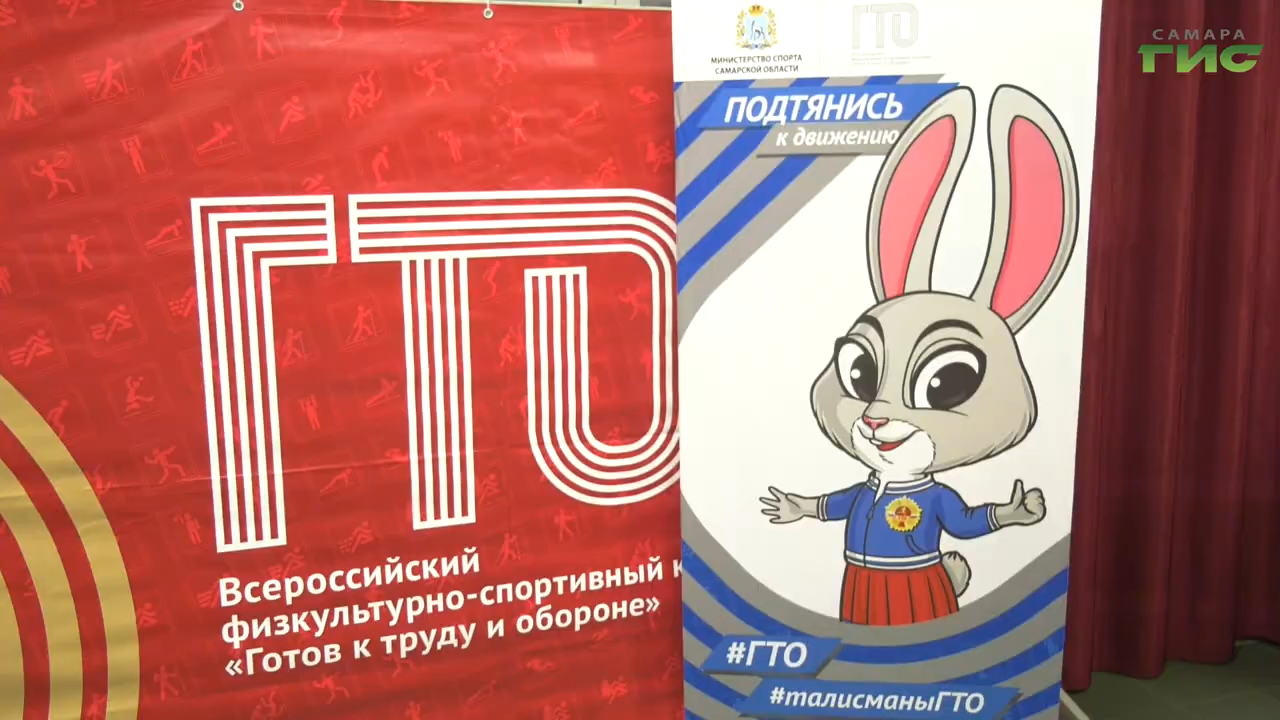 ГТО
Всероссийский
физкультурно-спортивный к
«Готов к труду и обороне»
МИНИСТЕРСТВО СПОРТА
САМАРСКОЙ ОБЛАСТИ
ГТО
ПОДТЯНИСЬ
к движению
#ГТО
#талисманыГТО
САМАРА
ГИС